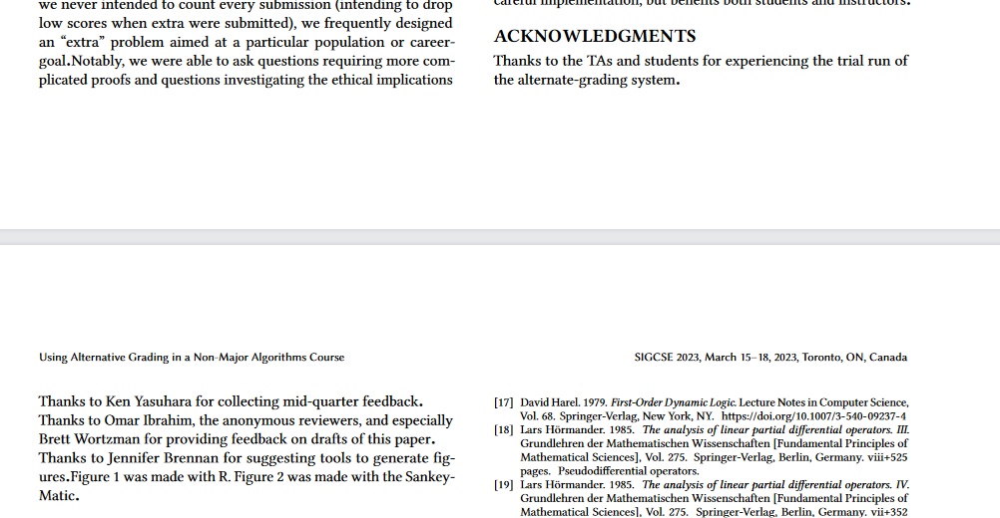 we never intended to count every submission (intending to drop
low scores when extra were submitted), we frequently designed
an “extra” problem aimed at a particular population or career-
goal.Notably, we were able to ask questions requiring more com-
plicated proofs and questions investigating the ethical implications
careful implementation, but benefits both students and instructors.
ACKNOWLEDGMENTS
Thanks to the TAs and students for experiencing the trial run of
the alternate-grading system.
Using Alternative Grading in a Non-Major Algorithms Course
SIGCSE 2023, March 15–18, 2023, Toronto, ON, Canada
Thanks to Ken Yasuhara for collecting mid-quarter feedback.
Thanks to Omar Ibrahim, the anonymous reviewers, and especially
Brett Wortzman for providing feedback on drafts of this paper.
Thanks to Jennifer Brennan for suggesting tools to generate fig-
ures.Figure 1 was made with R. Figure 2 was made with the Sankey-
Matic.
[17] David Harel. 1979. First-Order Dynamic Logic. Lecture Notes in Computer Science,
Vol. 68. Springer-Verlag, New York, NY. https://doi.org/10.1007/3-540-09237-4
[18] Lars Hörmander. 1985. The analysis of linear partial differential operators. III.
Grundlehren der Mathematischen Wissenschaften [Fundamental Principles of
Mathematical Sciences], Vol. 275. Springer-Verlag, Berlin, Germany. viii+525
pages. Pseudodifferential operators.
[19] Lars Hörmander. 1985. The analysis of linear partial differential operators. IV.
Grundlehren der Mathematischen Wissenschaften [Fundamental Principles of
Mathematical Sciences], Vol. 275. Springer-Verlag, Berlin, Germany. vii+352